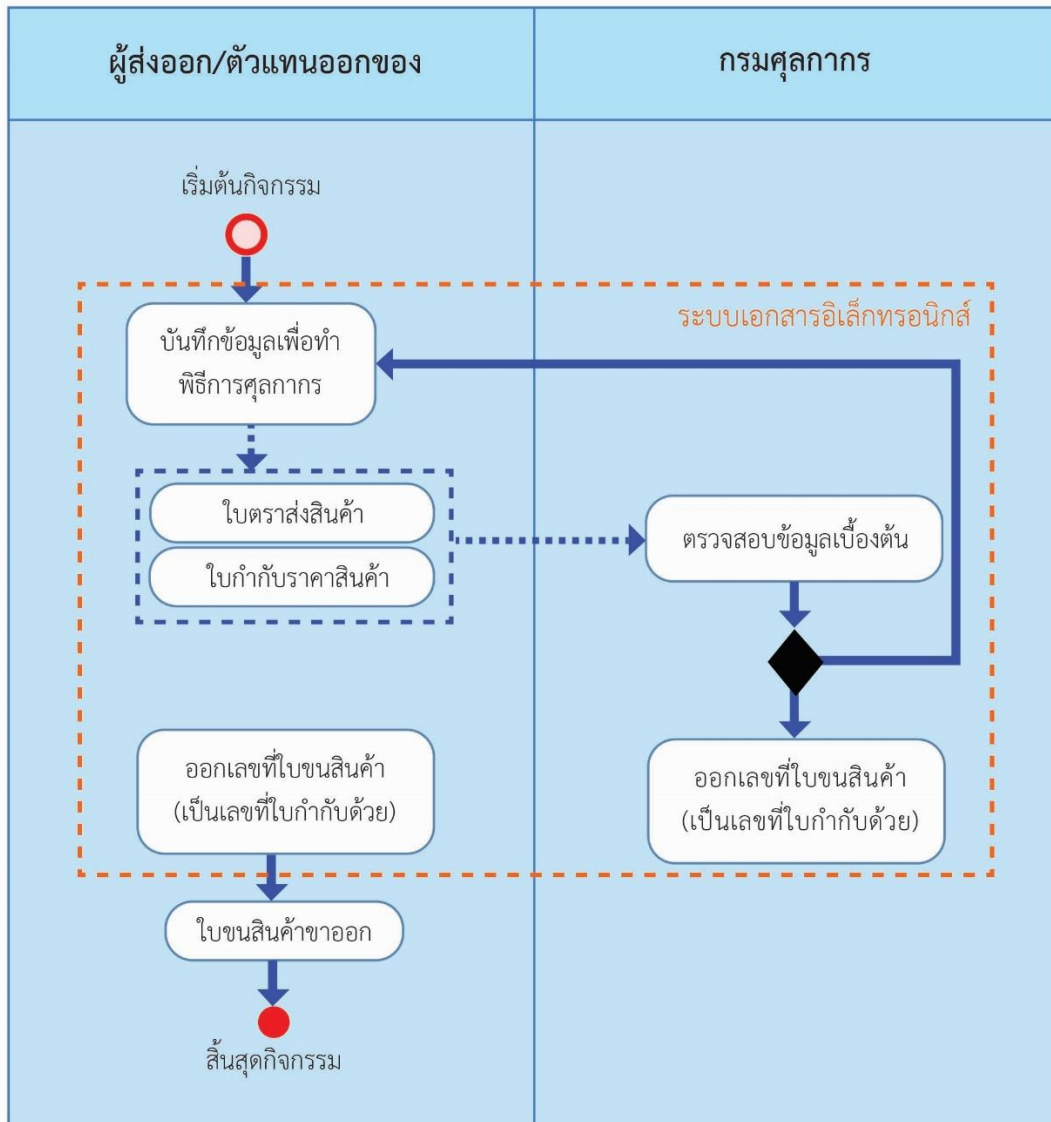 ผู้ส่งออก/ตัวแทนออกของ
กรมศุลกากร
เริ่มต้นกิจกรรม
ระบบเอกสารอิเล็กทรอนิกส์
บันทึกข้อมูลเพื่อทำ
พิธีการศุลกากร
ใบตราส่งสินค้า
ใบกำกับราคาสินค้า
ตรวจสอบข้อมูลเบื้องต้น
ออกเลขที่ใบขนสินค้า
(เป็นเลขที่ใบกำกับด้วย)
ออกเลขที่ใบขนสินค้า
(เป็นเลขที่ใบกำกับด้วย)
ใบขนสินค้าขาออก
สิ้นสุดกิจกรรม